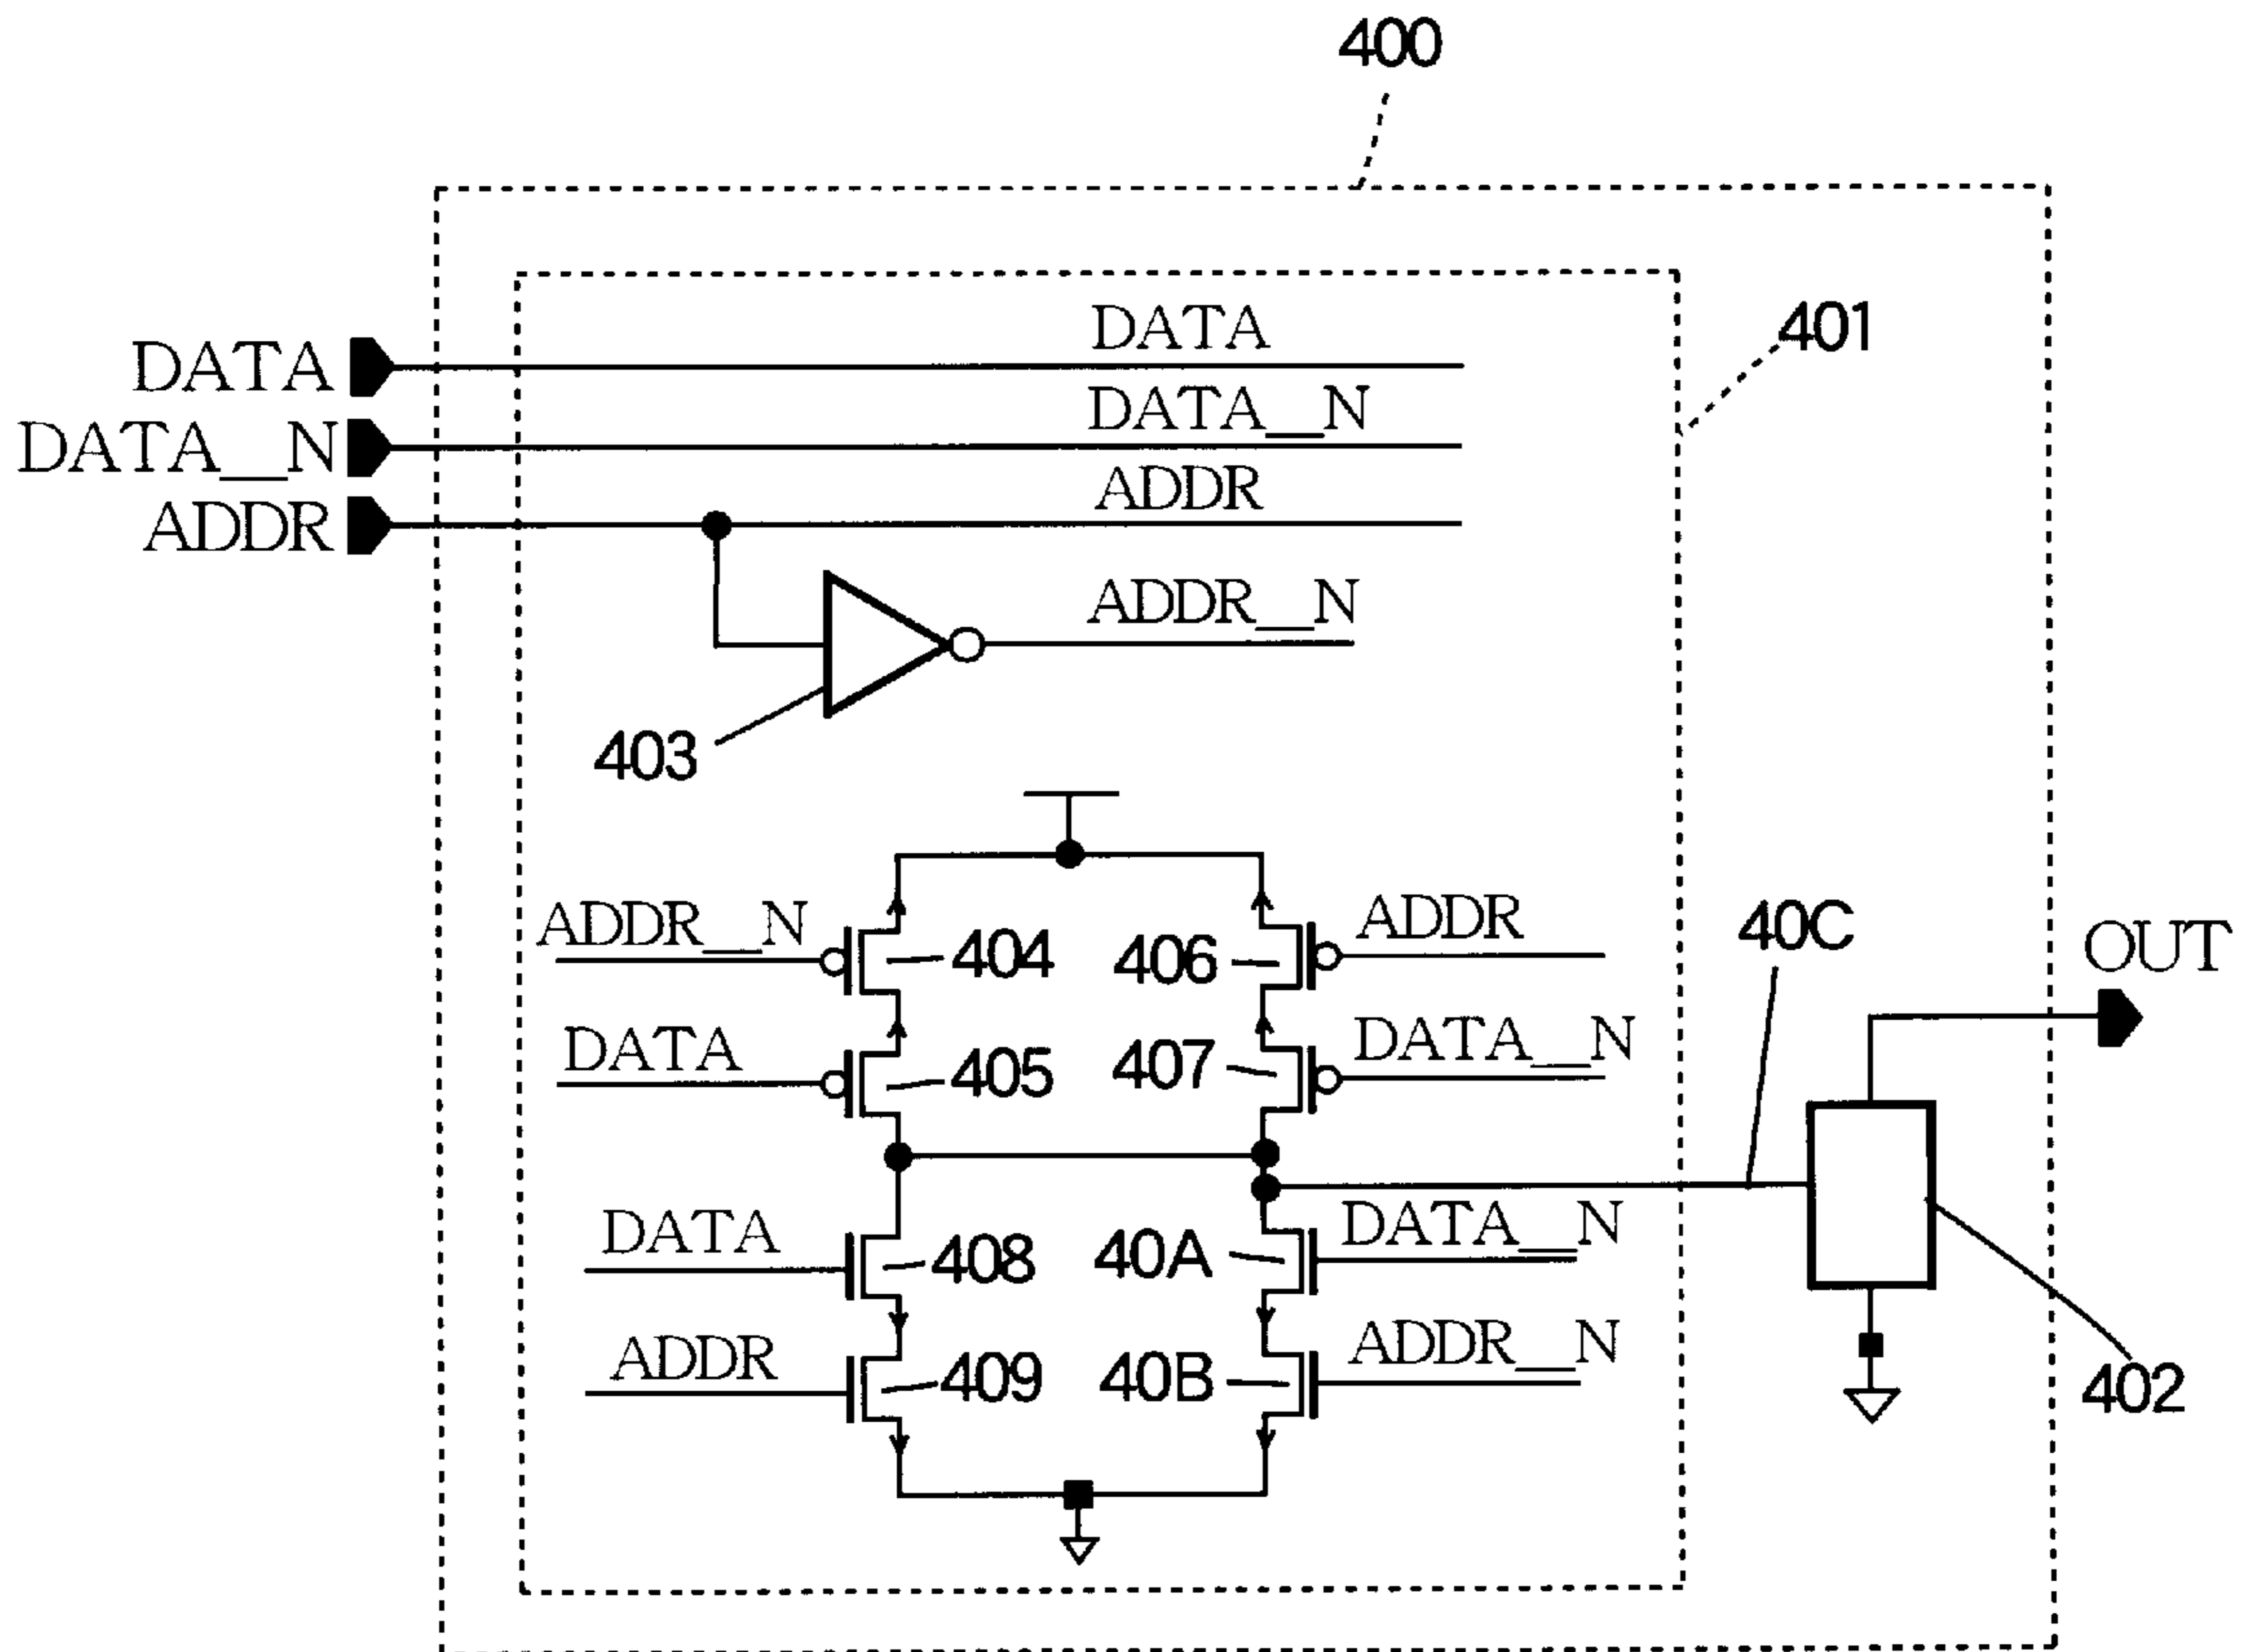 400
DATA
401
DATA
DATA__N
DATA__N
ADDR
ADDR
ADDR__N
403
ADDR__N
404
406
ADDR
40C
OUT
DATA
405
407
DATA__N
DATA
408
40A
DATA__N
ADDR
409
40B
ADDR__N
402